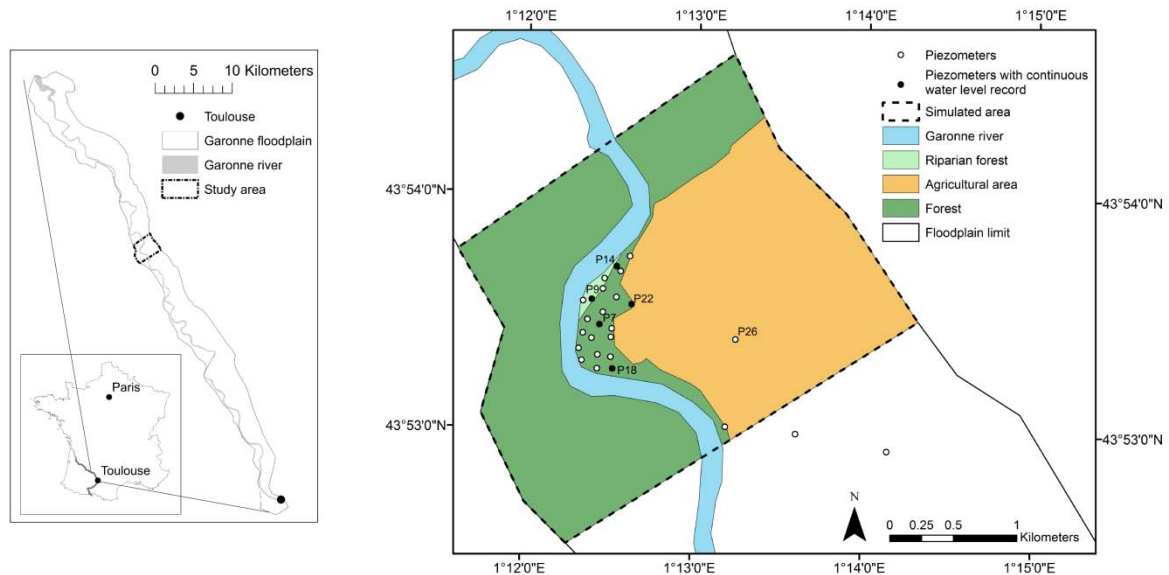 0 5 10 Kilometers
Toulouse
Garonne floodplain
Garonne river
Study area
Paris
Toulouse
1°12'0"E 1°13'0"E 1°14'0"E 1°15'0"E
Piezometers
Piezometers with continuous
water level record
Simulated area
Garonne river
Riparian forest
Agricultural area
Forest
Floodplain limit
43°54'0"N 43°54'0"N
P14
P9
P22
P7
P26
P18
43°53'0"N 43°53'0"N
N
0 0.25 0.5 1
Kilometers
1°12'0"E 1°13'0"E 1°14'0"E 1°15'0"E